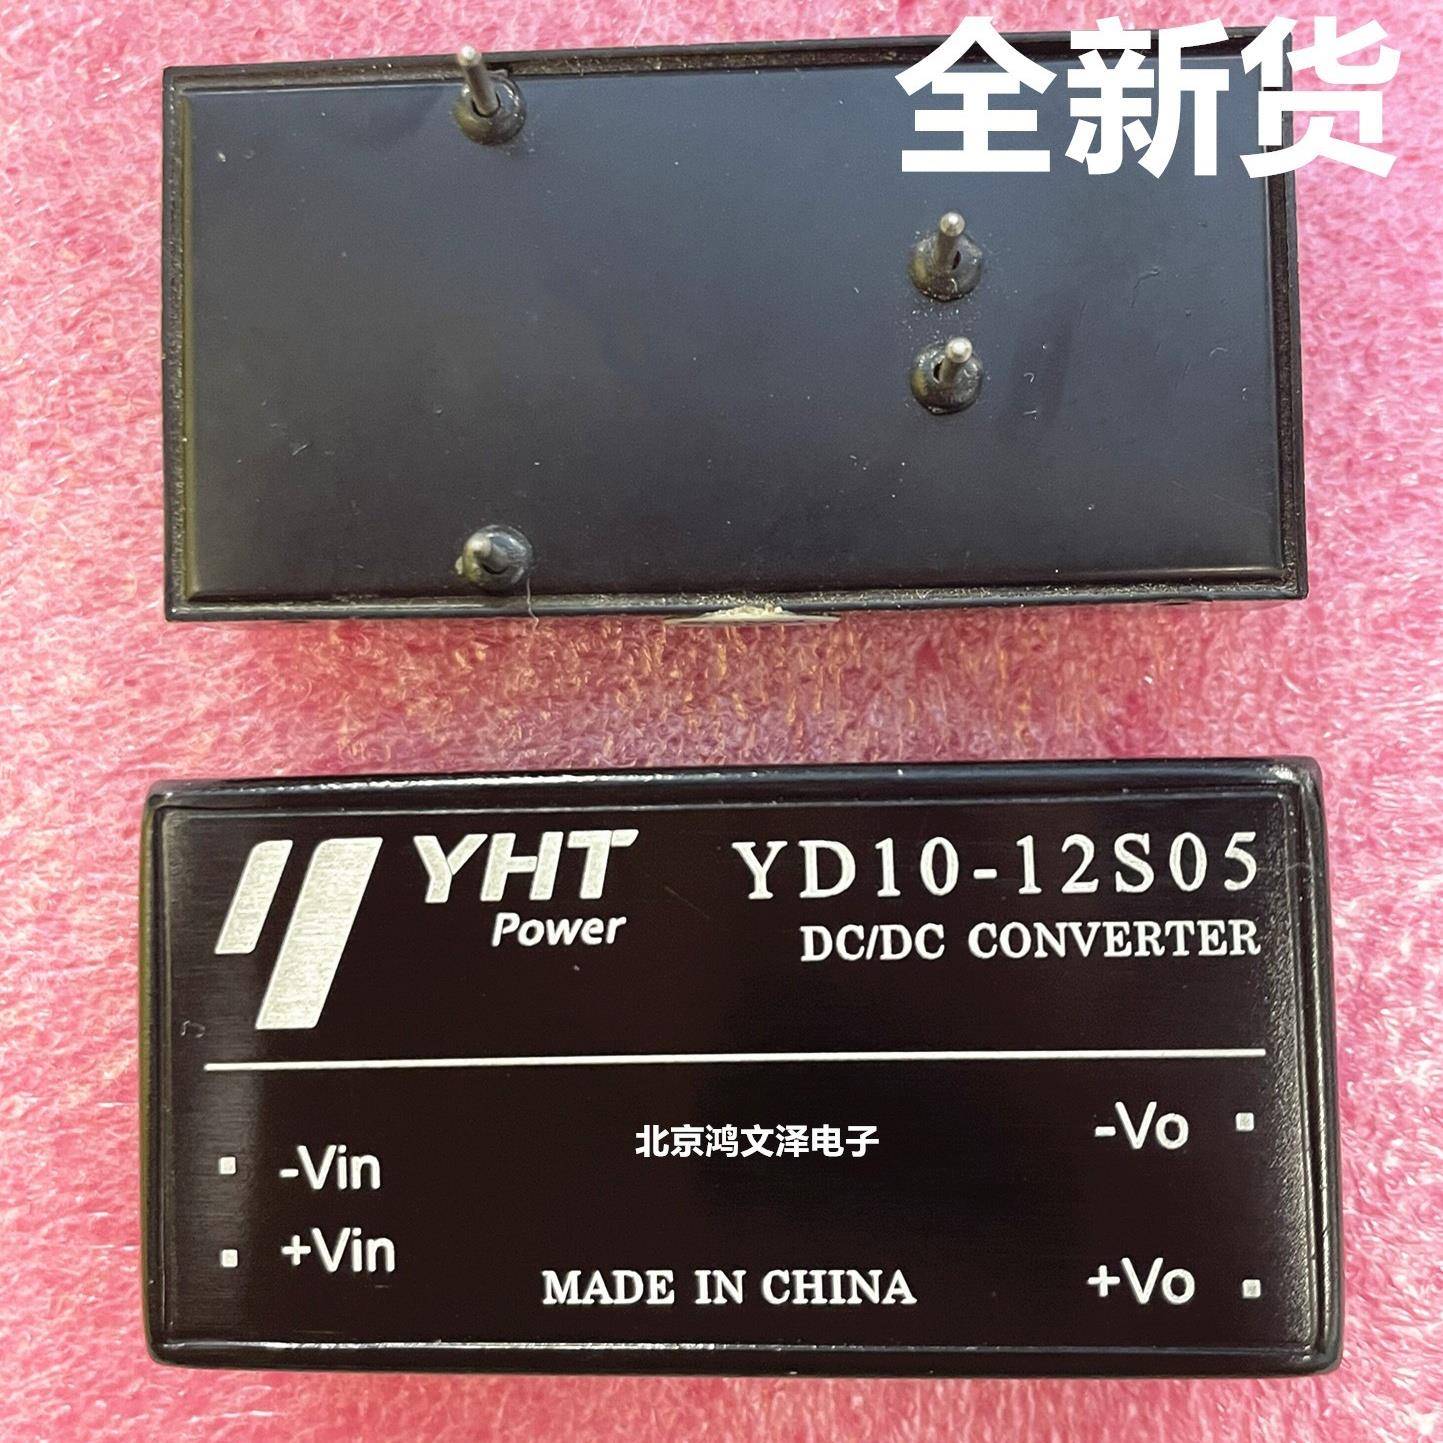 全新货
YHT
Power
YD10-12S05
DC/DC CONVERTER
-Vin
+Vin
北京鸿文泽电子
-Vo
+Vo
MADE IN CHINA